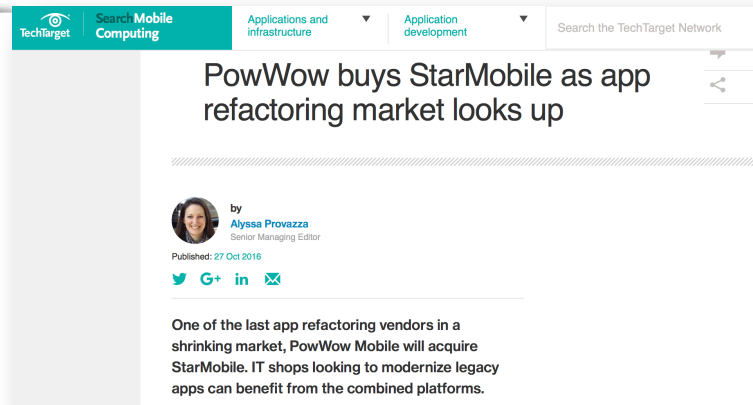 TechTarget
SearchMobile
Computing
Applications and
infrastructure
Application
development
Search the TechTarget Network
PowWow buys StarMobile as app
refactoring market looks up
by
Alyssa Provazza
Senior Managing Editor
Published: 27 Oct 2016
G+ in
One of the last app refactoring vendors in a
shrinking market, PowWow Mobile will acquire
StarMobile. IT shops looking to modernize legacy
apps can benefit from the combined platforms.